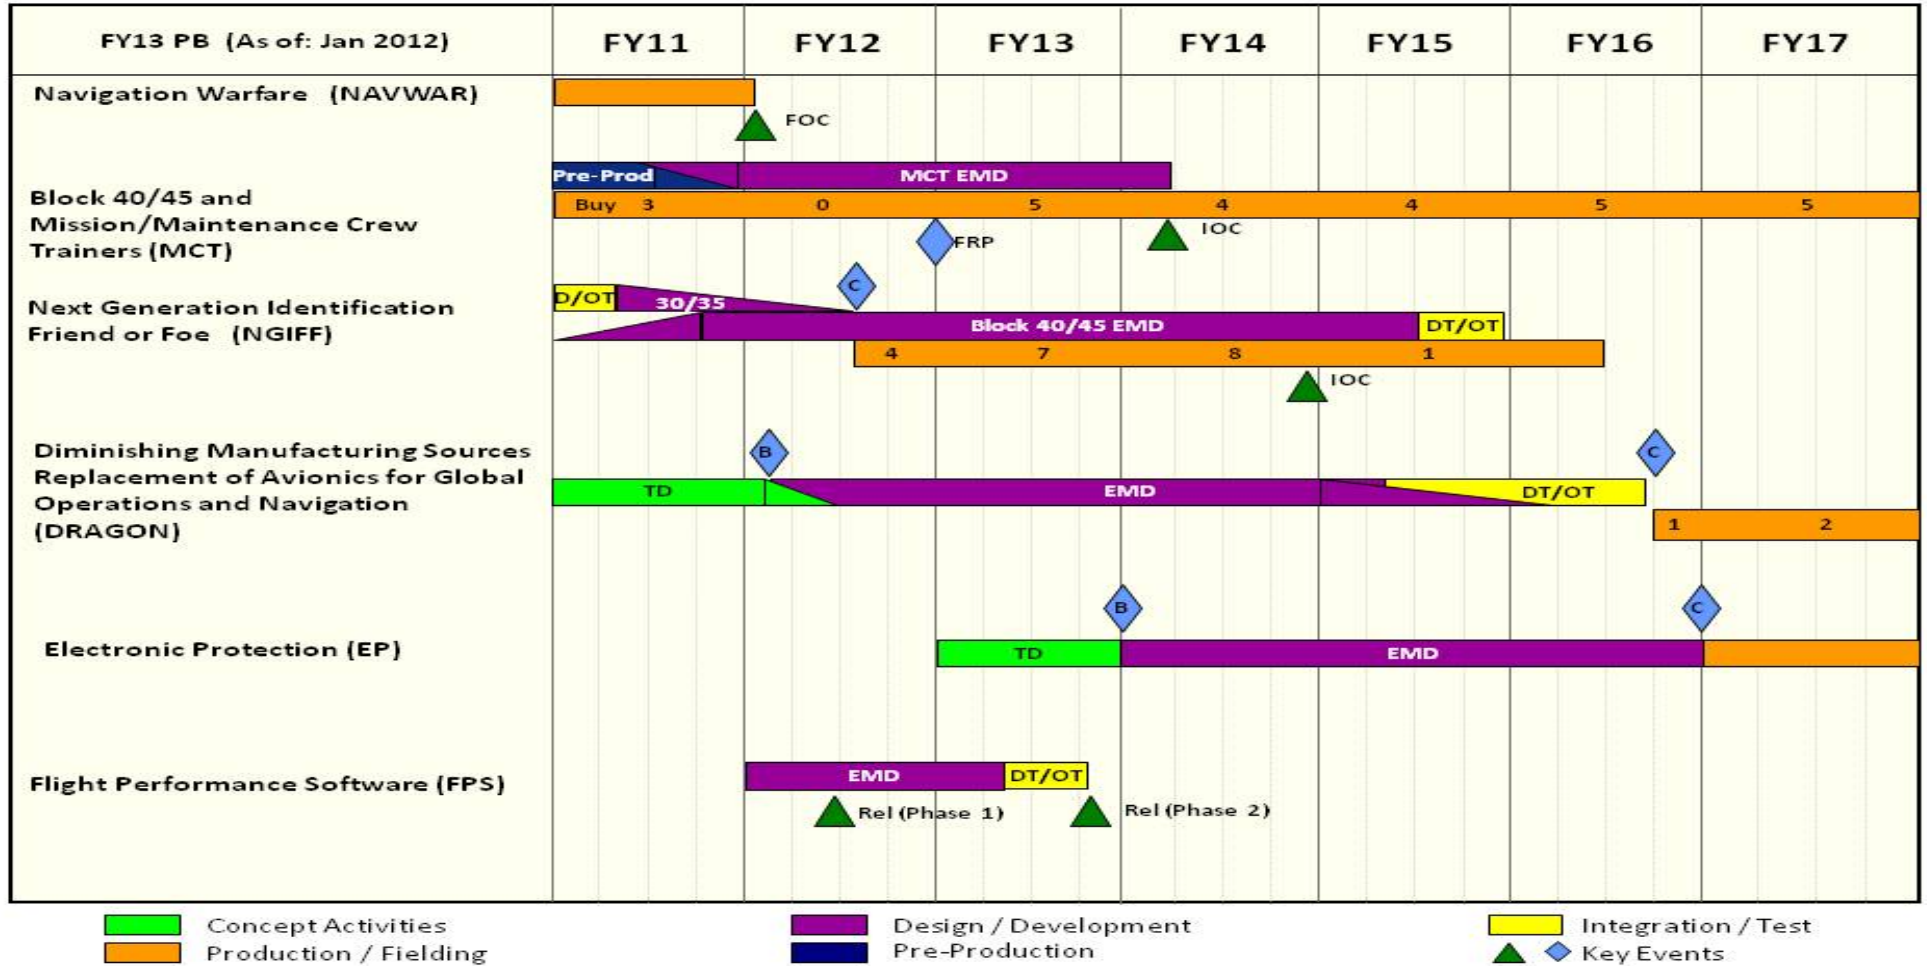 FY13 PB (As of: Jan 2012) FY11 FY12 FY13 FY14 FY15 FY16 FY17
Navigation Warfare (NAVWAR)
FOC
Pre-Prod MCT EMD
Block 40/45 and
Mission/Maintenance Crew
Trainers (MCT)
Buy 3 0 5 4 4 5 5
FRP IOC
C
D/OT 30/35
Next Generation Identification
Friend or Foe (NGIFF)
Block 40/45 EMD DT/OT
4 7 8 1
IOC
B C
Diminishing Manufacturing Sources
Replacement of Avionics for Global
Operations and Navigation
(DRAGON)
TD EMD DT/OT
1 2
B C
Electronic Protection (EP)
TD EMD
Flight Performance Software (FPS)
EMD DT/OT
Rel (Phase 1) Rel (Phase 2)
Concept Activities Design / Development Integration / Test
Production / Fielding Pre-Production Key Events